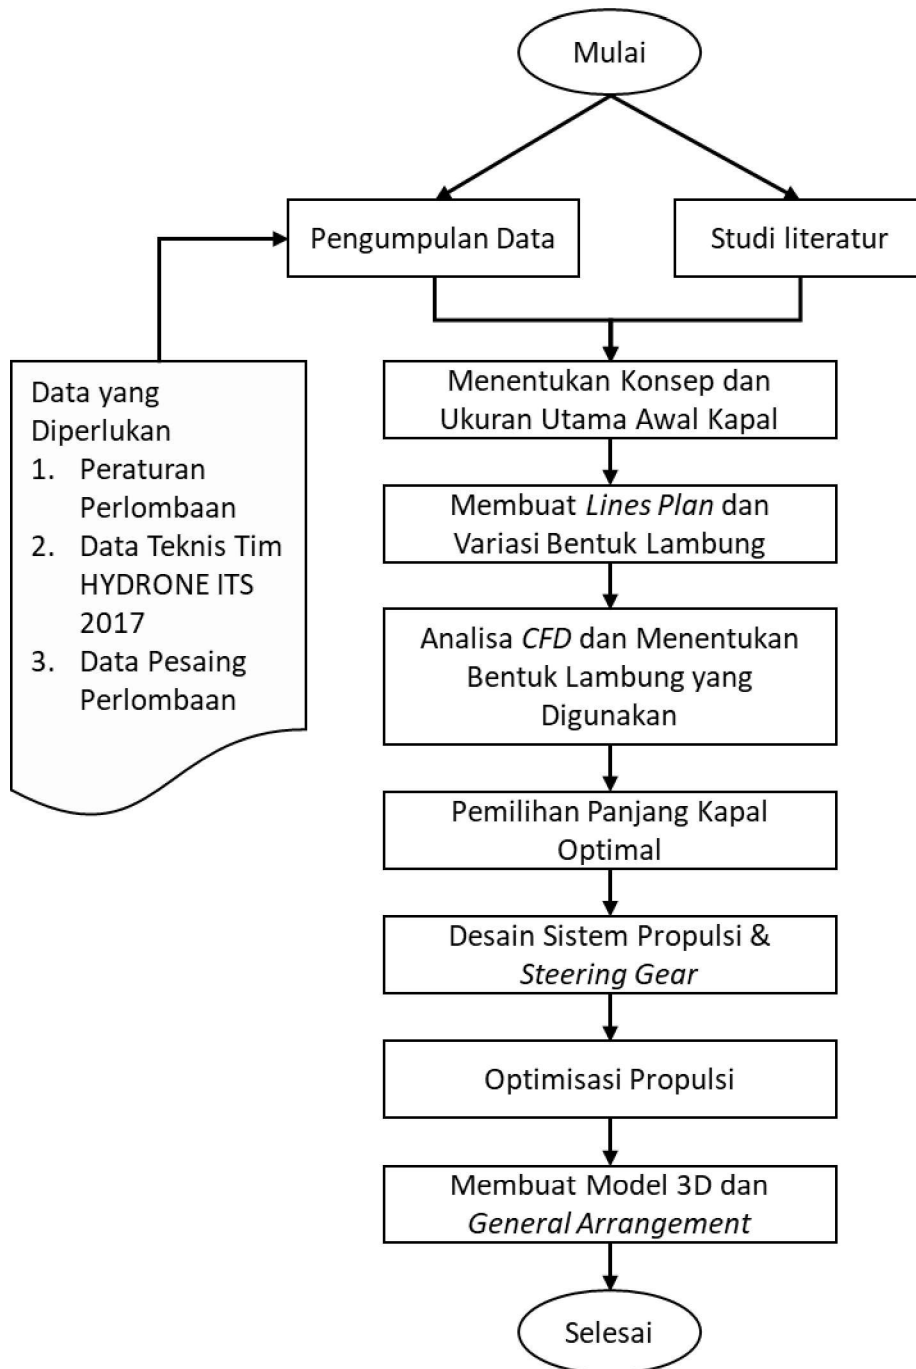 Mulai
Pengumpulan Data
Studi literatur
Data yang
Diperlukan
1. Peraturan
Perlombaan
2. Data Teknis Tim
HYDRONE ITS
2017
3. Data Pesaing
Perlombaan
Menentukan Konsep dan
Ukuran Utama Awal Kapal
Membuat Lines Plan dan
Variasi Bentuk Lambung
Analisa CFD dan Menentukan
Bentuk Lambung yang
Digunakan
Pemilihan Panjang Kapal
Optimal
Desain Sistem Propulsi &
Steering Gear
Optimisasi Propulsi
Membuat Model 3D dan
General Arrangement
Selesai